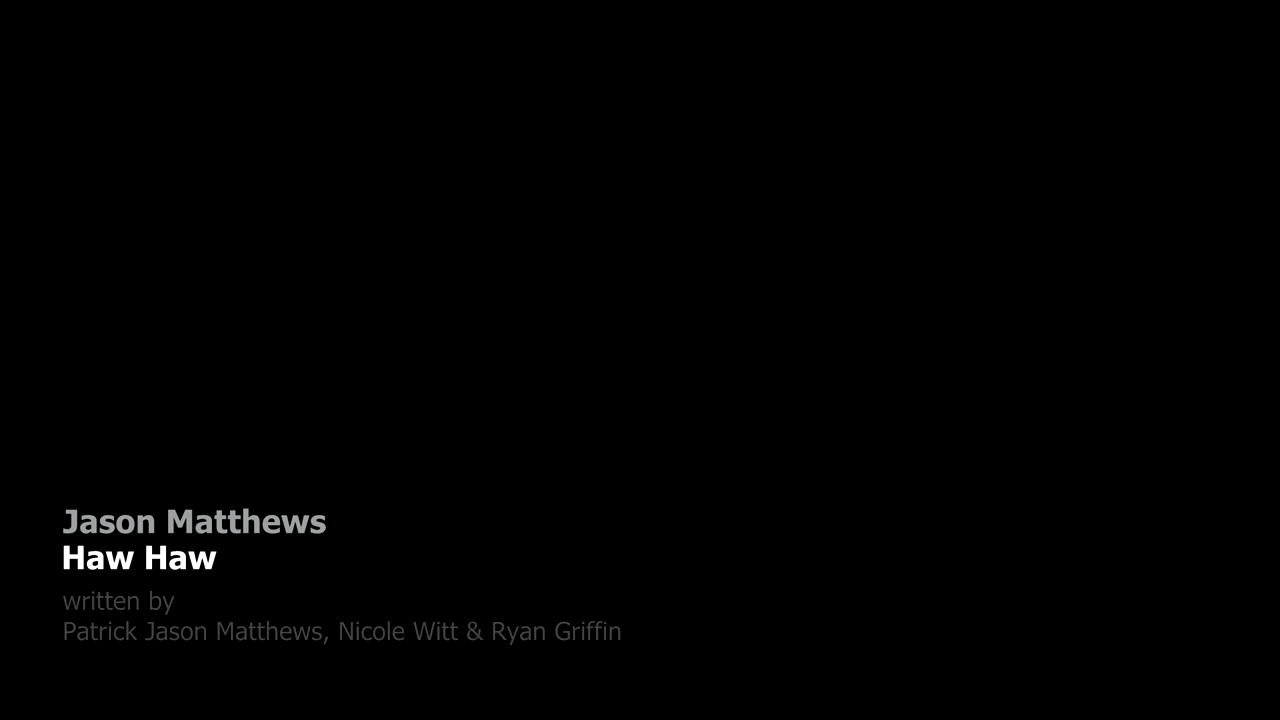 Jason Matthews
Haw Haw
written by
Patrick Jason Matthews, Nicole Witt & Ryan Griffin